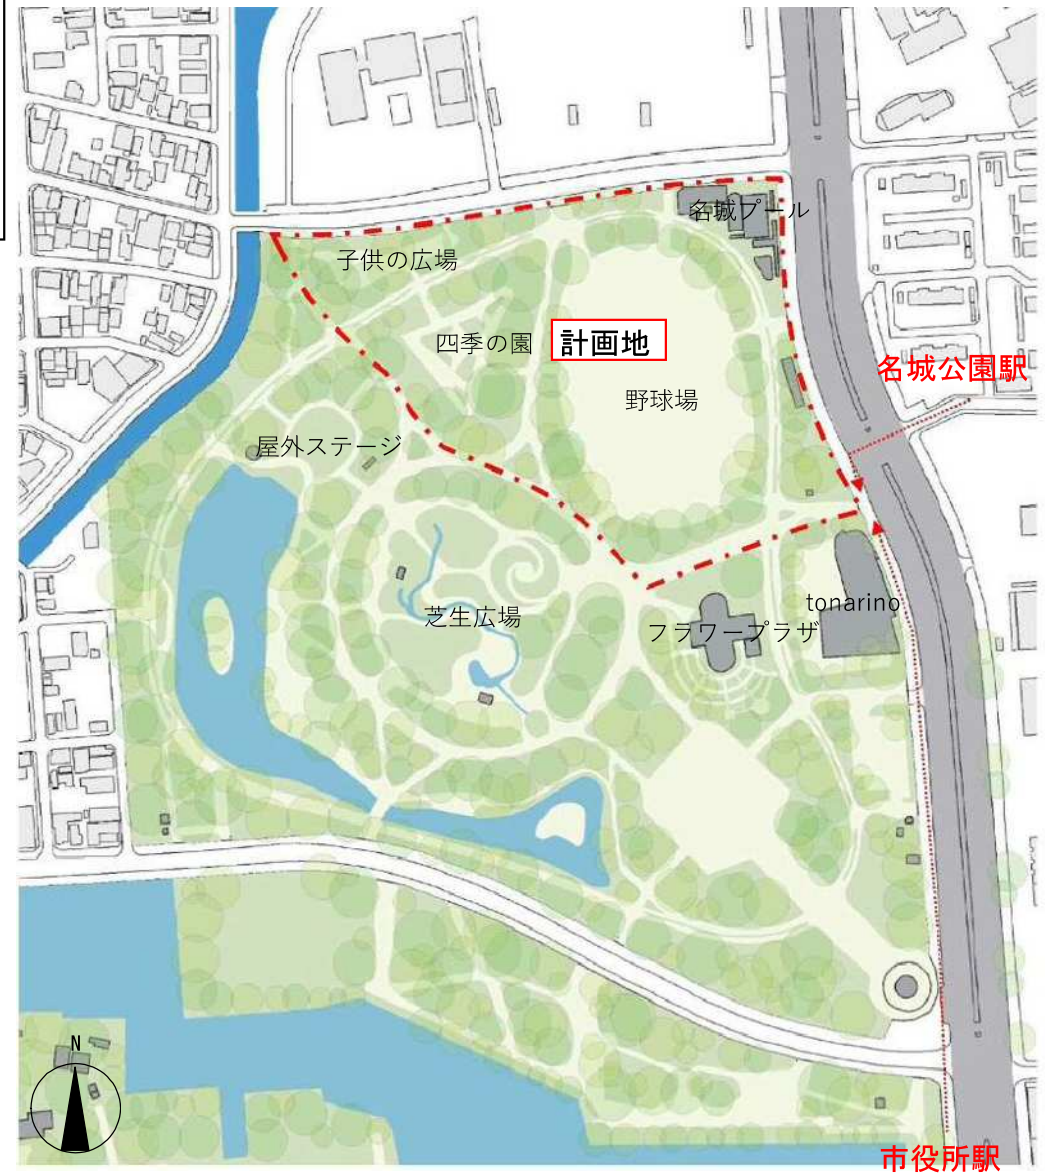 名城プール
子供の広場
四季の園
計画地
名城公園駅
野球場
屋外ステージ
tonarino
芝生広場
フラワープラザ
N
市役所駅